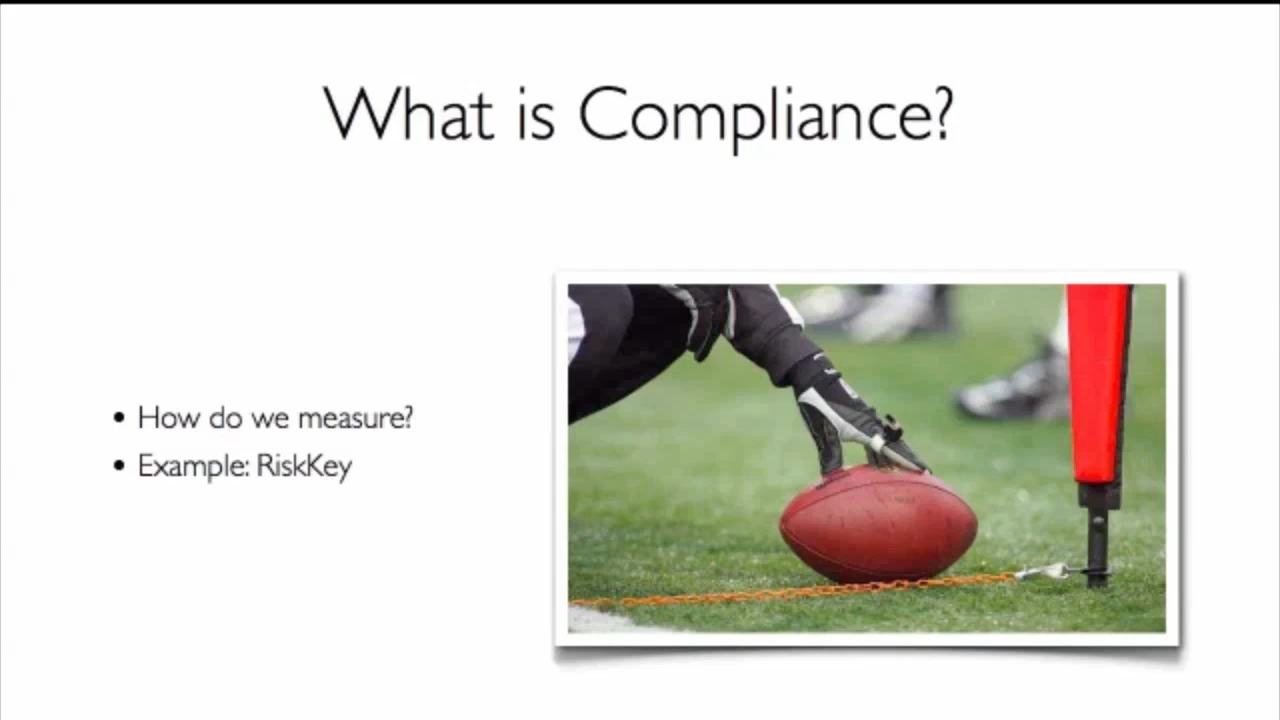 What is Compliance?
• How do we measure?
• Example: RiskKey